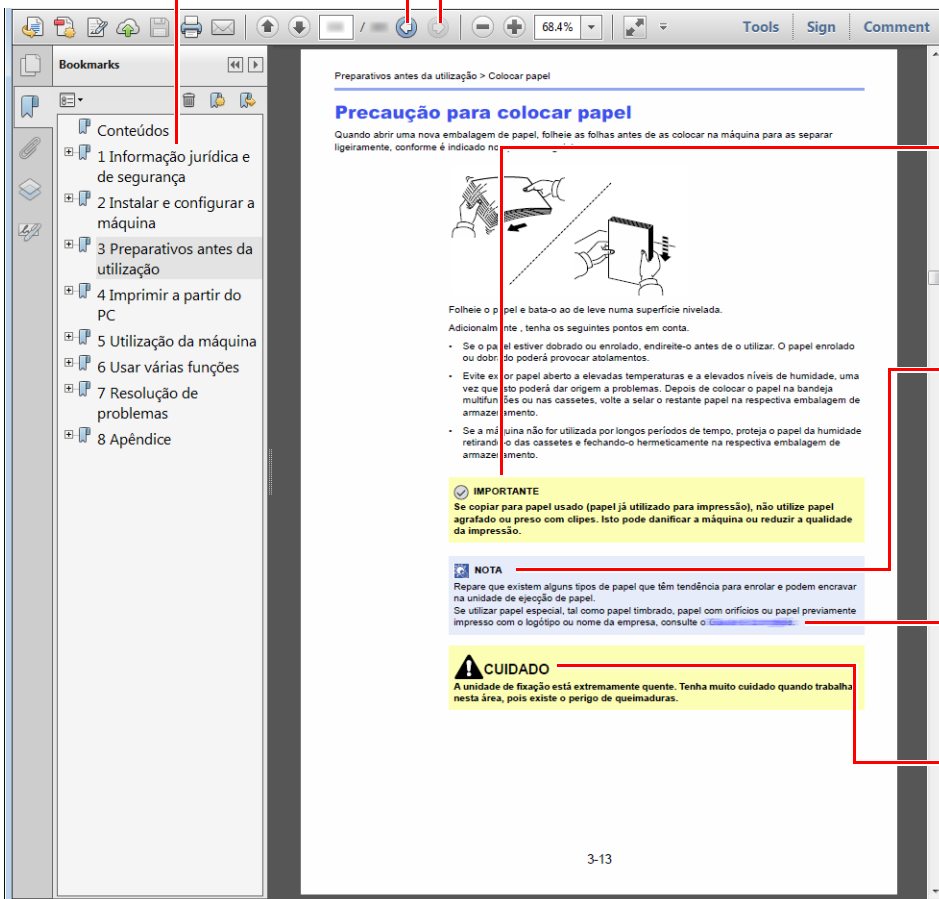 / 68.4% Tools Sign Comment
Bookmarks
Conteúdos
1 Informação jurídica e
de segurança
2 Instalar e configurar a
máquina
3 Preparativos antes da
utilização
4 Imprimir a partir do
PC
5 Utilização da máquina
6 Usar várias funções
7 Resolução de
problemas
8 Apêndice
Preparativos antes da utilização > Colocar papel
Precaução para colocar papel
Quando abrir uma nova embalagem de papel, folheie as folhas antes de as colocar na máquina para as separar
ligeiramente, conforme é indicado
Folheie o papel e bata-o ao de leve numa superfície nivelada.
Adicionalmente , tenha os seguintes pontos em conta.
• Se o papel estiver dobrado ou enrolado, endireite-o antes de o utilizar. O papel enrolado
ou dobrado poderá provocar atolamentos.
• Evite expor papel aberto a elevadas temperaturas e a elevados níveis de humidade, uma
vez que isto poderá dar origem a problemas. Depois de colocar o papel na bandeja
multifunções ou nas cassetes, volte a selar o restante papel na respectiva embalagem de
armazenamento.
• Se a máquina não for utilizada por longos períodos de tempo, proteja o papel da humidade
retirando-o das cassetes e fechando-o hermeticamente na respectiva embalagem de
armazenamento.
IMPORTANTE
Se copiar para papel usado (papel já utilizado para impressão), não utilize papel
agrafado ou preso com clipes. Isto pode danificar a máquina ou reduzir a qualidade
da impressão.
NOTA
Repare que existem alguns tipos de papel que têm tendência para enrolar e podem encravar
na unidade de ejecção de papel.
Se utilizar papel especial, tal como papel timbrado, papel com orifícios ou papel previamente
impresso com o logótipo ou nome da empresa, consulte o
CUIDADO
A unidade de fixação está extremamente quente. Tenha muito cuidado quando trabalha
nesta área, pois existe o perigo de queimaduras.
3-13